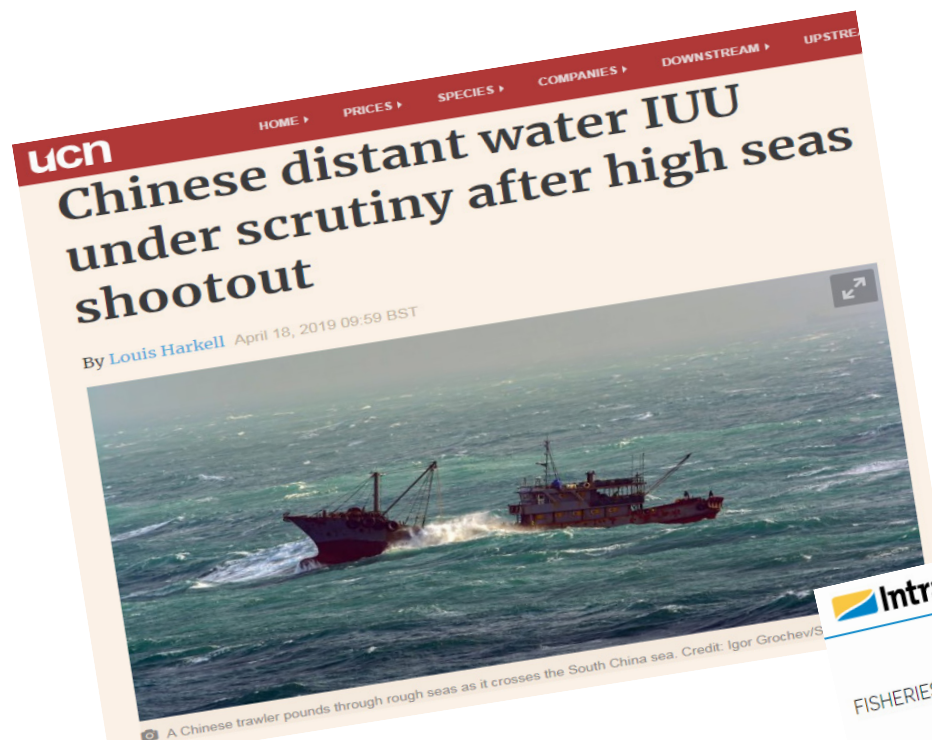 ucn
HOME PRICES SPECIES COMPANIES DOWNSTREAM UPSTREA
Chinese distant water IUU
under scrutiny after high seas
shootout
By Louis Harkell April 18, 2019 09:59 BST
A Chinese trawler pounds through rough seas as it crosses the South China sea. Credit: Igor Grochev/S
Intr
FISHERIES